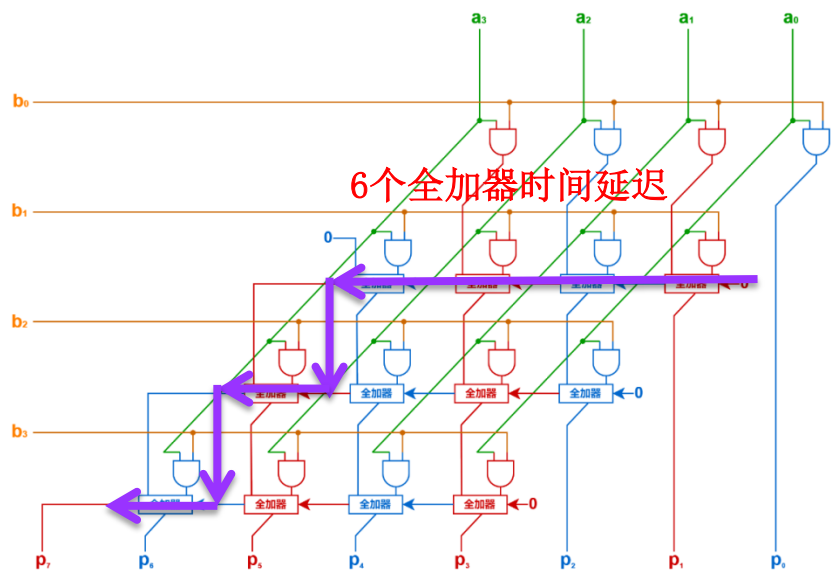 a₃ a₂ a₁ a₀
b₀
6个全加器时间延迟
b₁
0
全加器 全加器 全加器 全加器 0
b₂
全加器 全加器 全加器 全加器 0
b₃
全加器 全加器 全加器 全加器 0
p₇ p₆ p₅ p₄ p₃ p₂ p₁ p₀